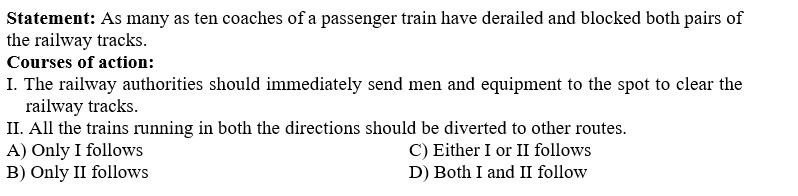 Statement: As many as ten coaches of a passenger train have derailed and blocked both pairs of
the railway tracks.
Courses of action:
I. The railway authorities should immediately send men and equipment to the spot to clear the
railway tracks.
II. All the trains running in both the directions should be diverted to other routes.
A) Only I follows C) Either I or II follows
B) Only II follows D) Both I and II follow